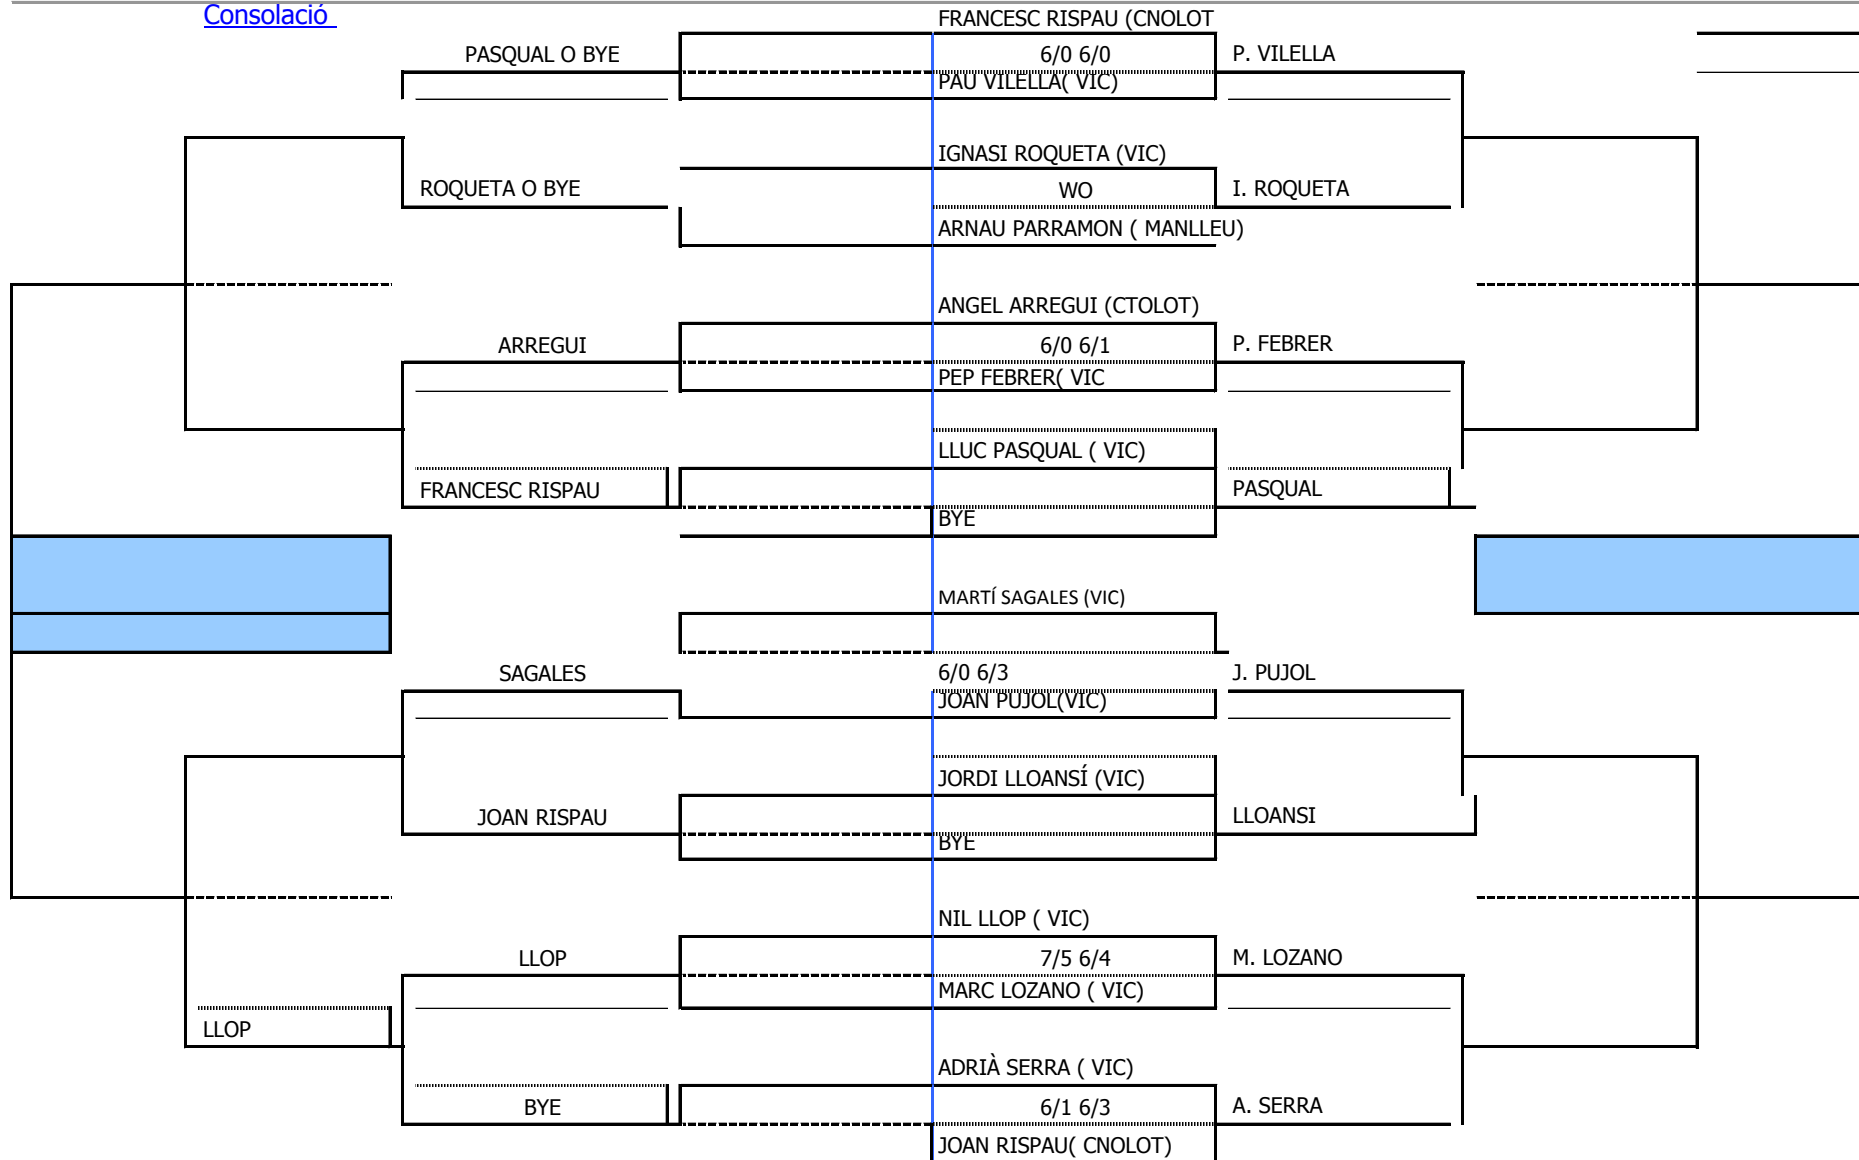 Consolació
FRANCESC RISPAU (CNOLOT
PASQUAL O BYE
6/0 6/0
P. VILELLA
PAU VILELLA( VIC)
IGNASI ROQUETA (VIC)
ROQUETA O BYE
WO
I. ROQUETA
ARNAU PARRAMON ( MANLLEU)
ANGEL ARREGUI (CTOLOT)
ARREGUI
6/0 6/1
P. FEBRER
PEP FEBRER( VIC
LLUC PASQUAL ( VIC)
FRANCESC RISPAU
PASQUAL
BYE
MARTÍ SAGALES (VIC)
SAGALES
6/0 6/3
J. PUJOL
JOAN PUJOL(VIC)
JORDI LLOANSÍ (VIC)
JOAN RISPAU
LLOANSI
BYE
NIL LLOP ( VIC)
LLOP
7/5 6/4
M. LOZANO
MARC LOZANO ( VIC)
LLOP
ADRIÀ SERRA ( VIC)
BYE
6/1 6/3
A. SERRA
JOAN RISPAU( CNOLOT)